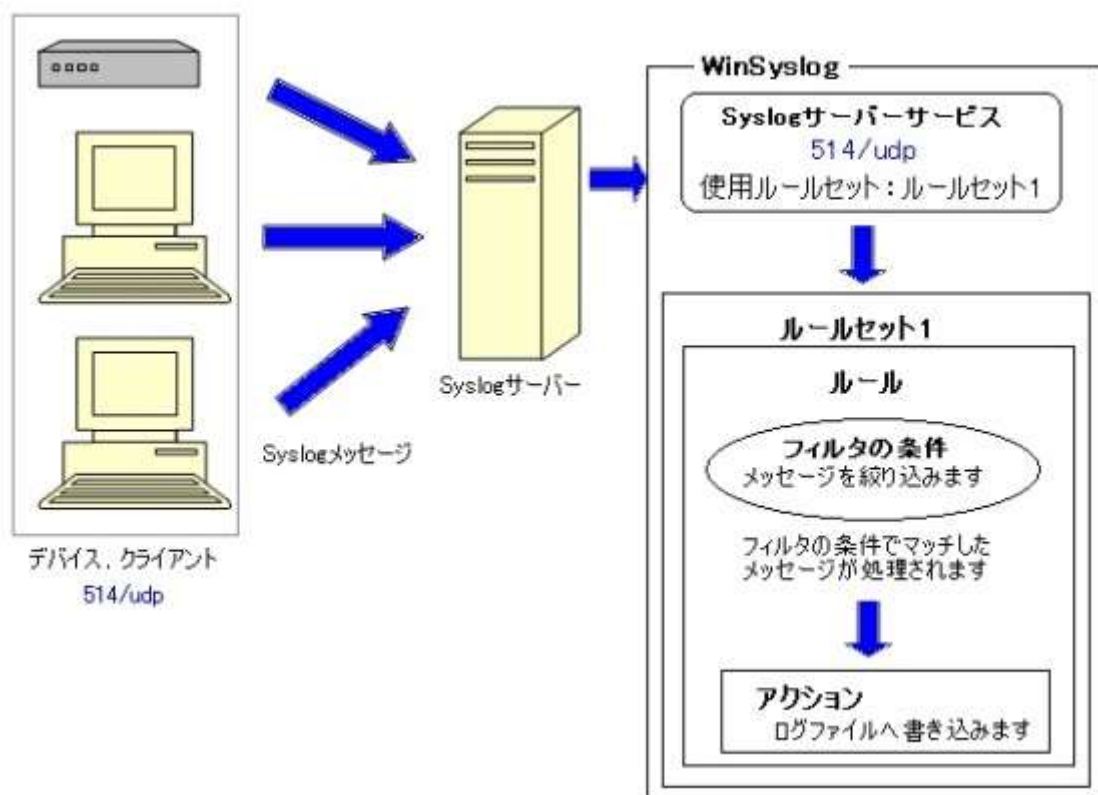 デバイス、クライアント
514/udp
Syslogメッセージ
Syslogサーバー
WinSyslog
Syslogサーバーサービス
514/udp
使用ルールセット：ルールセット1
ルールセット1
ルール
フィルタの条件
メッセージを絞り込みます
フィルタの条件でマッチした
メッセージが処理されます
アクション
ログファイルへ書き込みます